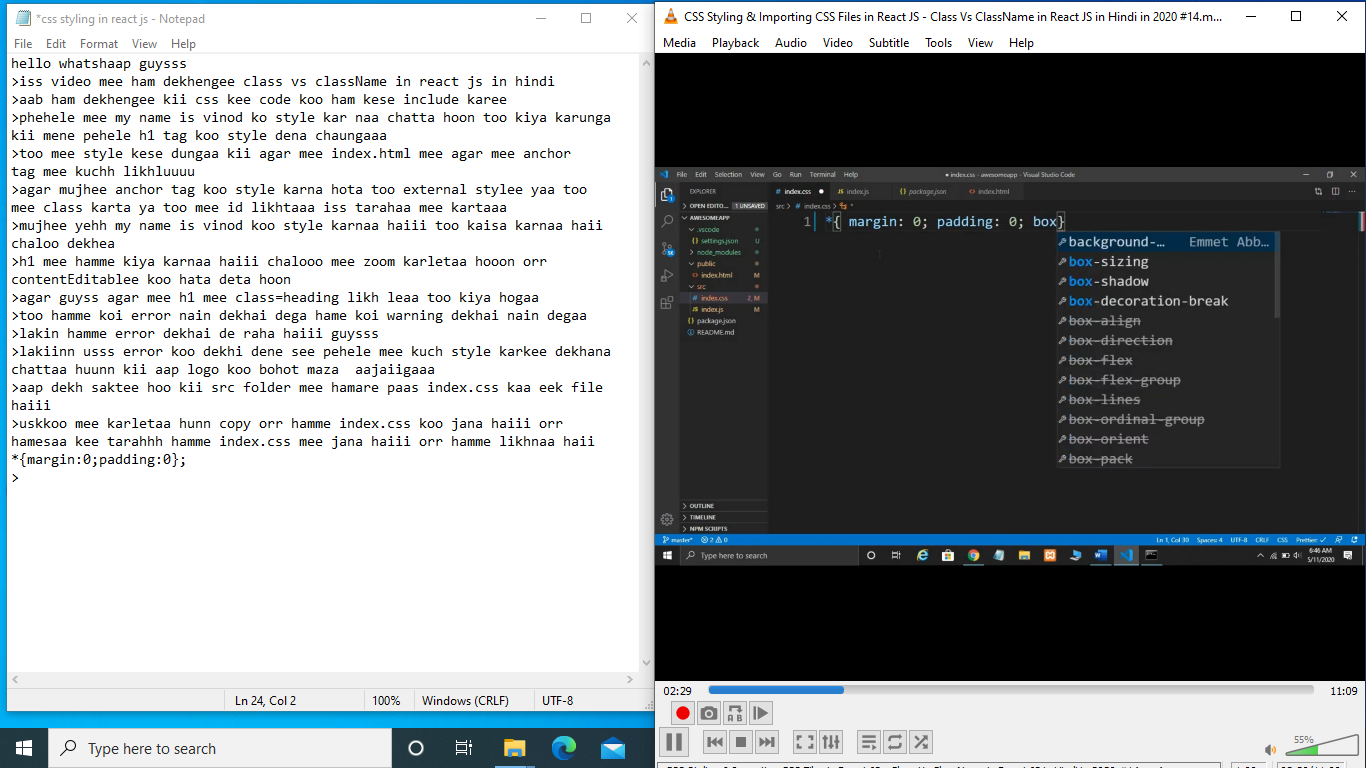 *css styling in react js - Notepad
File Edit Format View Help
hello whatshaap guysss
>iss video mee ham dekhengee class vs className in react js in hindi
>aab ham dekhengee kii css kee code koo ham kese include karee
>phehele mee my name is vinod ko style kar naa chatta hoon too kiya karunga
kii mene pehele h1 tag koo style dena chaungaaa
>too mee style kese dungaa kii agar mee index.html mee agar mee anchor
tag mee kuchh likhluuuu
>agar mujhee anchor tag koo style karna hota too external stylee yaa too
mee class karta ya too mee id likhtaaa iss tarahaa mee kartaaa
>mujhee yehh my name is vinod koo style karnaa haiii too kaisa karnaa haii
chaloo dekhea
>h1 mee hamme kiya karnaa haiii chalooo mee zoom karletaa hooon orr
contenEditablee koo hata deta hoon
>agar guyss agar mee h1 mee class=heading likh leaa too kiya hogaa
>too hamme koi error nain dekhai dega hame koi warning dekhai nain degaa
>lakin hamme error dekhai de raha haiii guysss
>lakiinn usss error koo dekhi dene see pehele mee kuch style karkee dekhana
chattaa huunn kii aap logo koo bohot maza  aajaiigaaa
>aap dekh saktee hoo kii src folder mee hamare paas index.css kaa eek file
haiii
>uskkoo mee karletaa hunn copy orr hamme index.css koo jana haiii orr
hamesaa kee tarahhh hamme index.css mee jana haiii orr hamme likhnaa haii
*{margin:0;padding:0};
>
Ln 24, Col 2 100% Windows (CRLF) UTF-8
Type here to search
CSS Styling & Importing CSS Files in React JS - Class Vs ClassName in React JS in Hindi in 2020 #14.m...
Media Playback Audio Video Subtitle Tools View Help
File Edit Selection View Go Run Terminal Help
● index.css - awesomeapp - Visual Studio Code
EXPLORER
# index.css ●
JS index.js
{} package.json
<> index.html
OPEN EDITO... 1 UNSAVED
src > # index.css > *
AWESOMEAPP
.vscode
settings.json U
node_modules
public
index.html M
src
# index.css 2, M
JS index.js M
package.json
README.md
1 *{ margin: 0; padding: 0; box}
background-… Emmet Abb…
box-sizing
box-shadow
box-decoration-break
box-align
box-direction
box-flex
box-flex-group
box-lines
box-ordinal-group
box-orient
box-pack
OUTLINE
TIMELINE
NPM SCRIPTS
master* 2 0
Ln 1, Col 30 Spaces: 4 UTF-8 CRLF CSS Prettier: ✓
Type here to search
6:46 AM
5/11/2020
02:29
11:09
55%